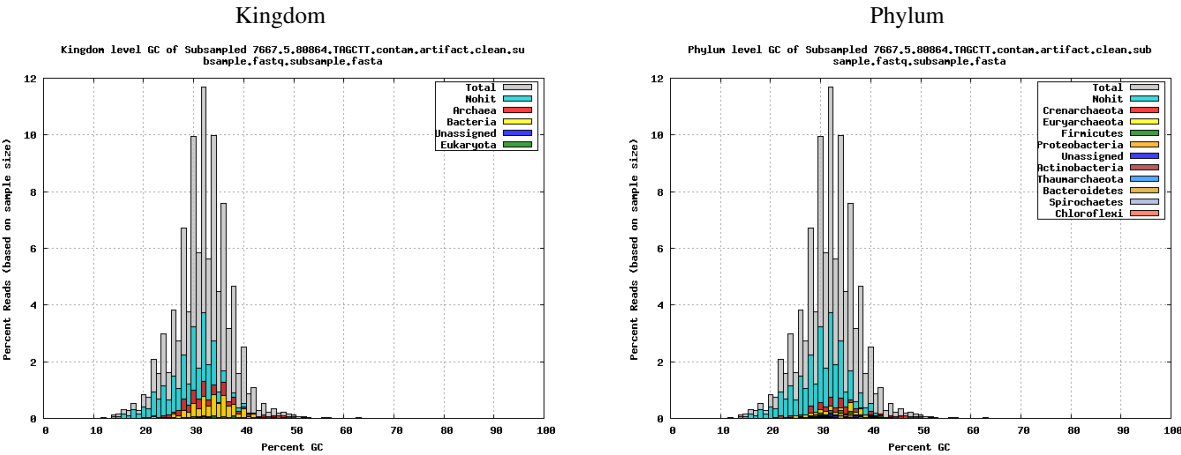 Kingdom
Kingdom level GC of Subsampled 7667.5.80864.TAGCTT.contam.artifact.clean.su
bsample.fastq.subsample.fasta
Percent Reads (based on sample size)
12
10
8
6
4
2
0
Total
Nohit
Archaea
Bacteria
Unassigned
Eukaryota
0 10 20 30 40 50 60 70 80 90 100
Percent GC
Phylum
Phylum level GC of Subsampled 7667.5.80864.TAGCTT.contam.artifact.clean.sub
sample.fastq.subsample.fasta
Percent Reads (based on sample size)
12
10
8
6
4
2
0
Total
Nohit
Crenarchaeota
Euryarchaeota
Firmicutes
Proteobacteria
Unassigned
Actinobacteria
Thaumarchaeota
Bacteroidetes
Spirochaetes
Chloroflexi
0 10 20 30 40 50 60 70 80 90 100
Percent GC